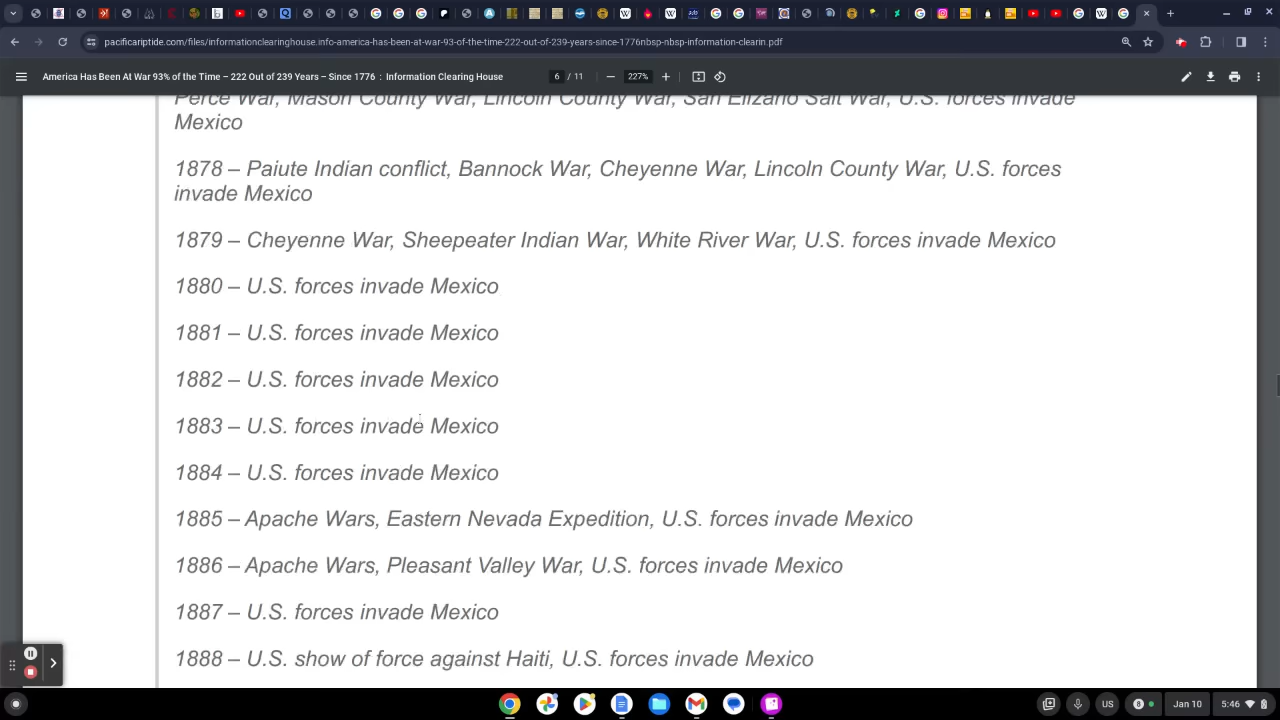 pacificariptide.com/files/informationclearinghouse.info-america-has-been-at-war-93-of-the-time-222-out-of-239-years-since-1776nbsp-nbsp-information-clearin.pdf
America Has Been At War 93% of the Time – 222 Out of 239 Years – Since 1776 : Information Clearing House
6 / 11
227%
Perce War, Mason County War, Lincoln County War, San Elizario Salt War, U.S. forces invade
Mexico
1878 – Paiute Indian conflict, Bannock War, Cheyenne War, Lincoln County War, U.S. forces
invade Mexico
1879 – Cheyenne War, Sheepeater Indian War, White River War, U.S. forces invade Mexico
1880 – U.S. forces invade Mexico
1881 – U.S. forces invade Mexico
1882 – U.S. forces invade Mexico
1883 – U.S. forces invade Mexico
1884 – U.S. forces invade Mexico
1885 – Apache Wars, Eastern Nevada Expedition, U.S. forces invade Mexico
1886 – Apache Wars, Pleasant Valley War, U.S. forces invade Mexico
1887 – U.S. forces invade Mexico
1888 – U.S. show of force against Haiti, U.S. forces invade Mexico
US
8
Jan 10
5:46